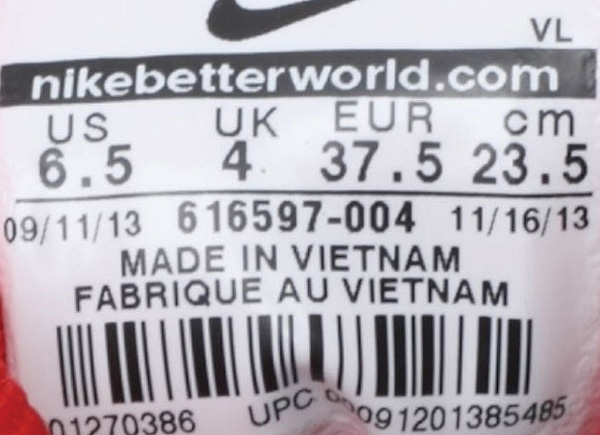 VL
nikebetterworld.com
US UK EUR cm
6.5 4 37.5 23.5
09/11/13 616597-004 11/16/13
MADE IN VIETNAM
FABRIQUE AU VIETNAM
01270386 UPC 00091201385485